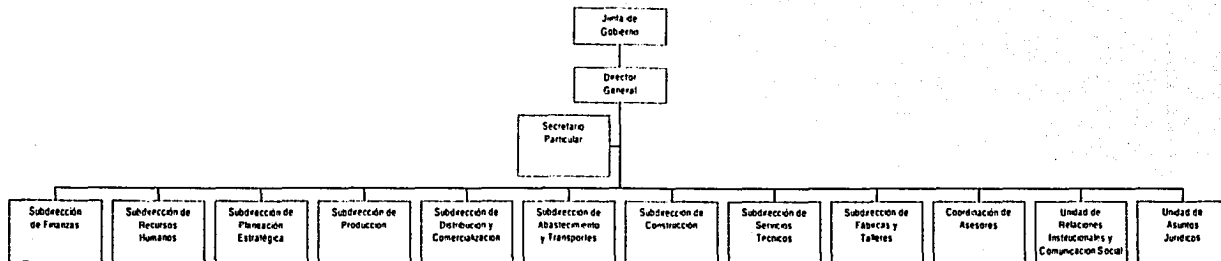 Junta de
Gobierno
Director
General
Secretario
Particular
Subdirección
de Finanzas
Subdirección de
Recursos
Humanos
Subdirección de
Planeación
Estratégica
Subdirección de
Producción
Subdirección de
Distribución y
Comercialización
Subdirección de
Abastecimiento
y Transportes
Subdirección de
Construcción
Subdirección de
Servicios
Técnicos
Subdirección de
Fábricas y
Talleres
Coordinación de
Asesores
Unidad de
Relaciones
Institucionales y
Comunicación Social
Unidad de
Asuntos
Jurídicos